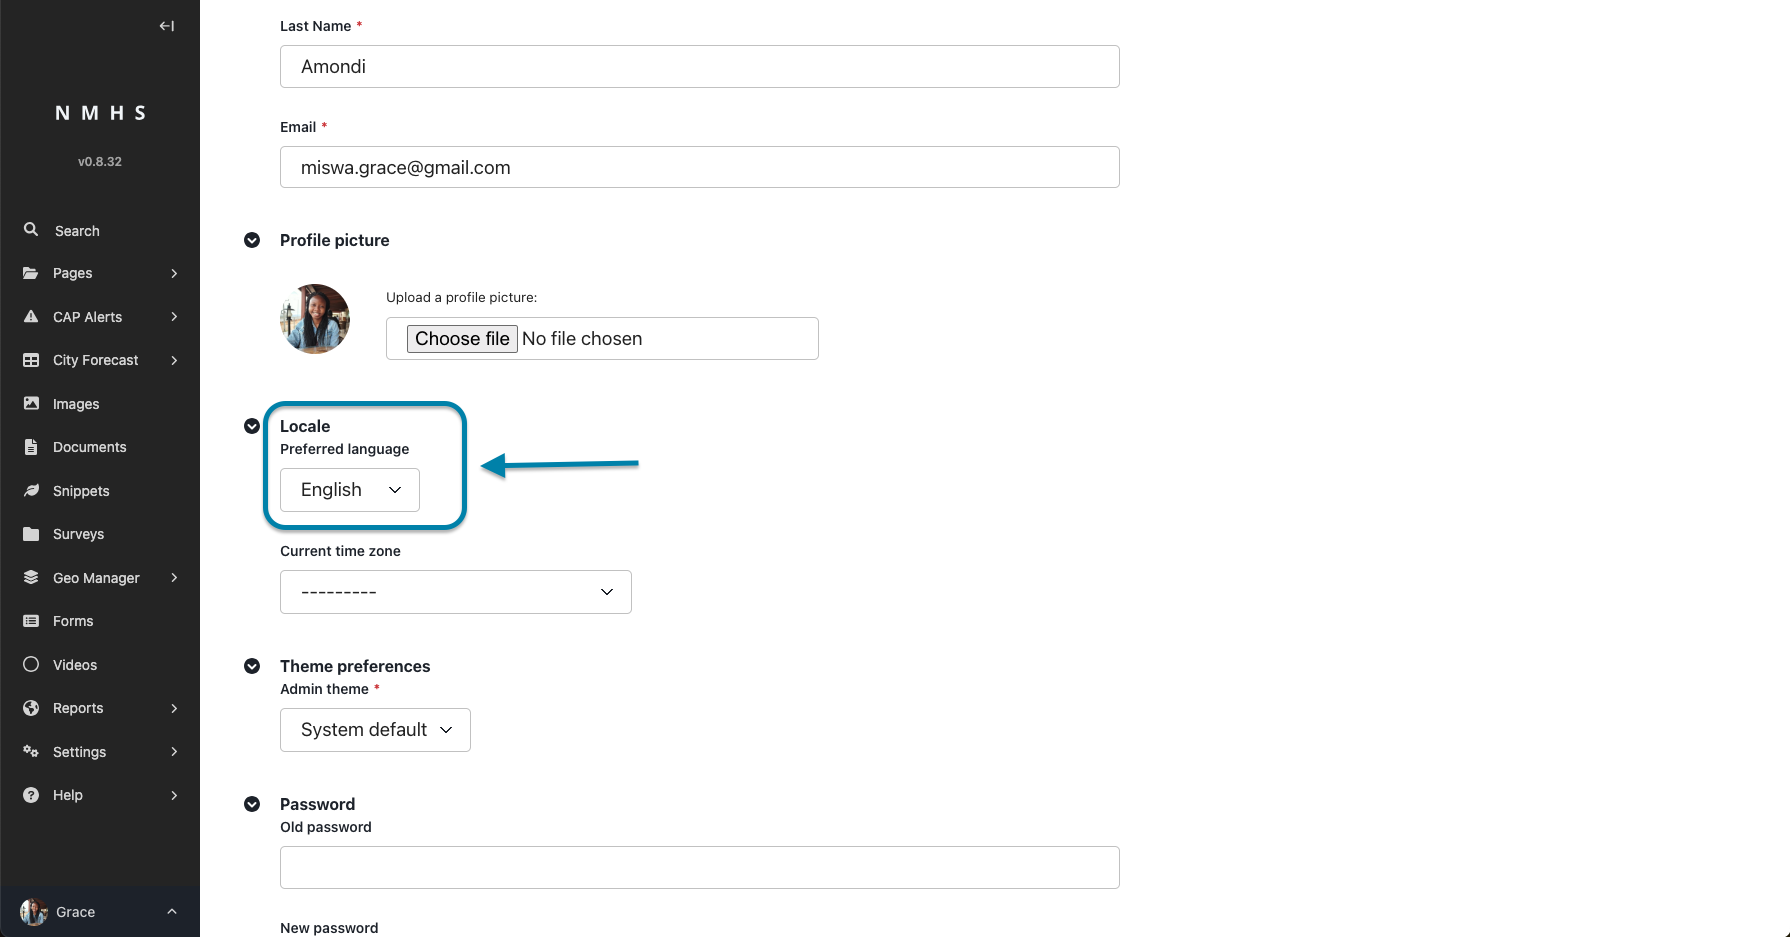 NMHS
v0.8.32
Search
Pages
CAP Alerts
City Forecast
Images
Documents
Snippets
Surveys
Geo Manager
Forms
Videos
Reports
Settings
Help
Grace
Last Name *
Amondi
Email *
miswa.grace@gmail.com
Profile picture
Upload a profile picture:
Choose file No file chosen
Locale
Preferred language
English
Current time zone
---------
Theme preferences
Admin theme *
System default
Password
Old password
New password